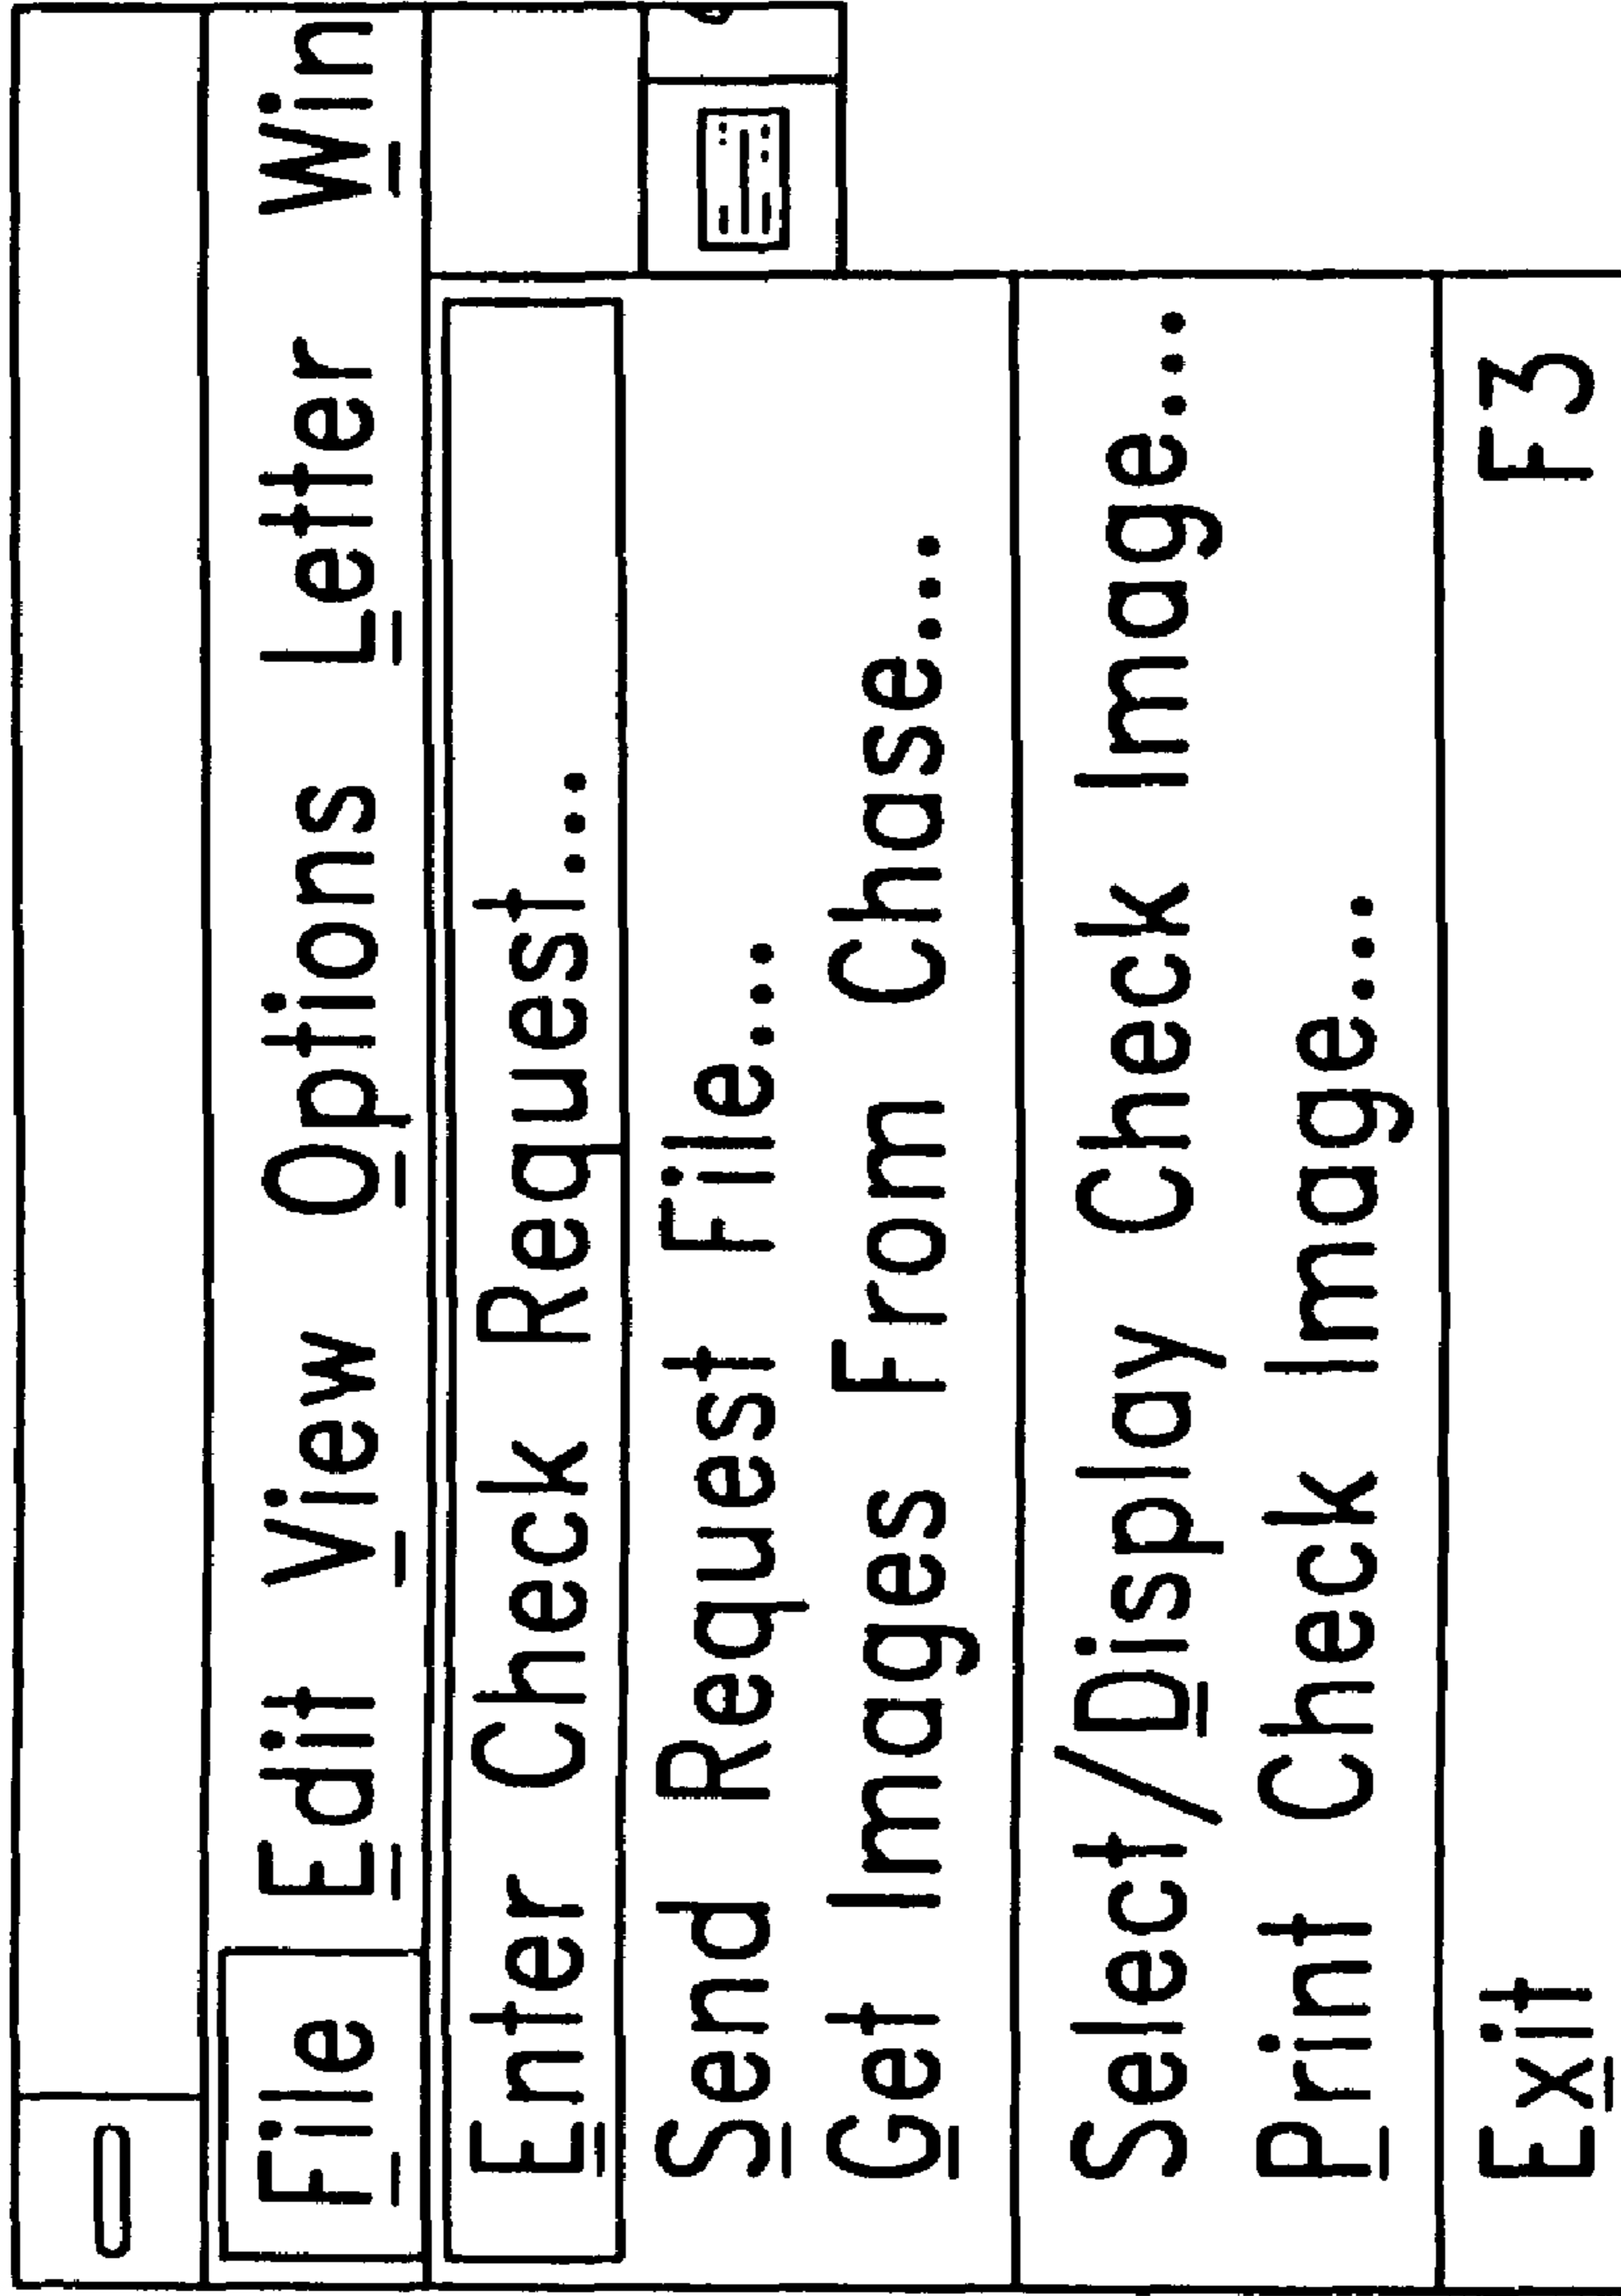 File Edit View Options Letter Win
Enter Check Request...
Send Request File...
Get Images From Chase...
Select/Display Check Image...
Print Check Image...
Exit F3